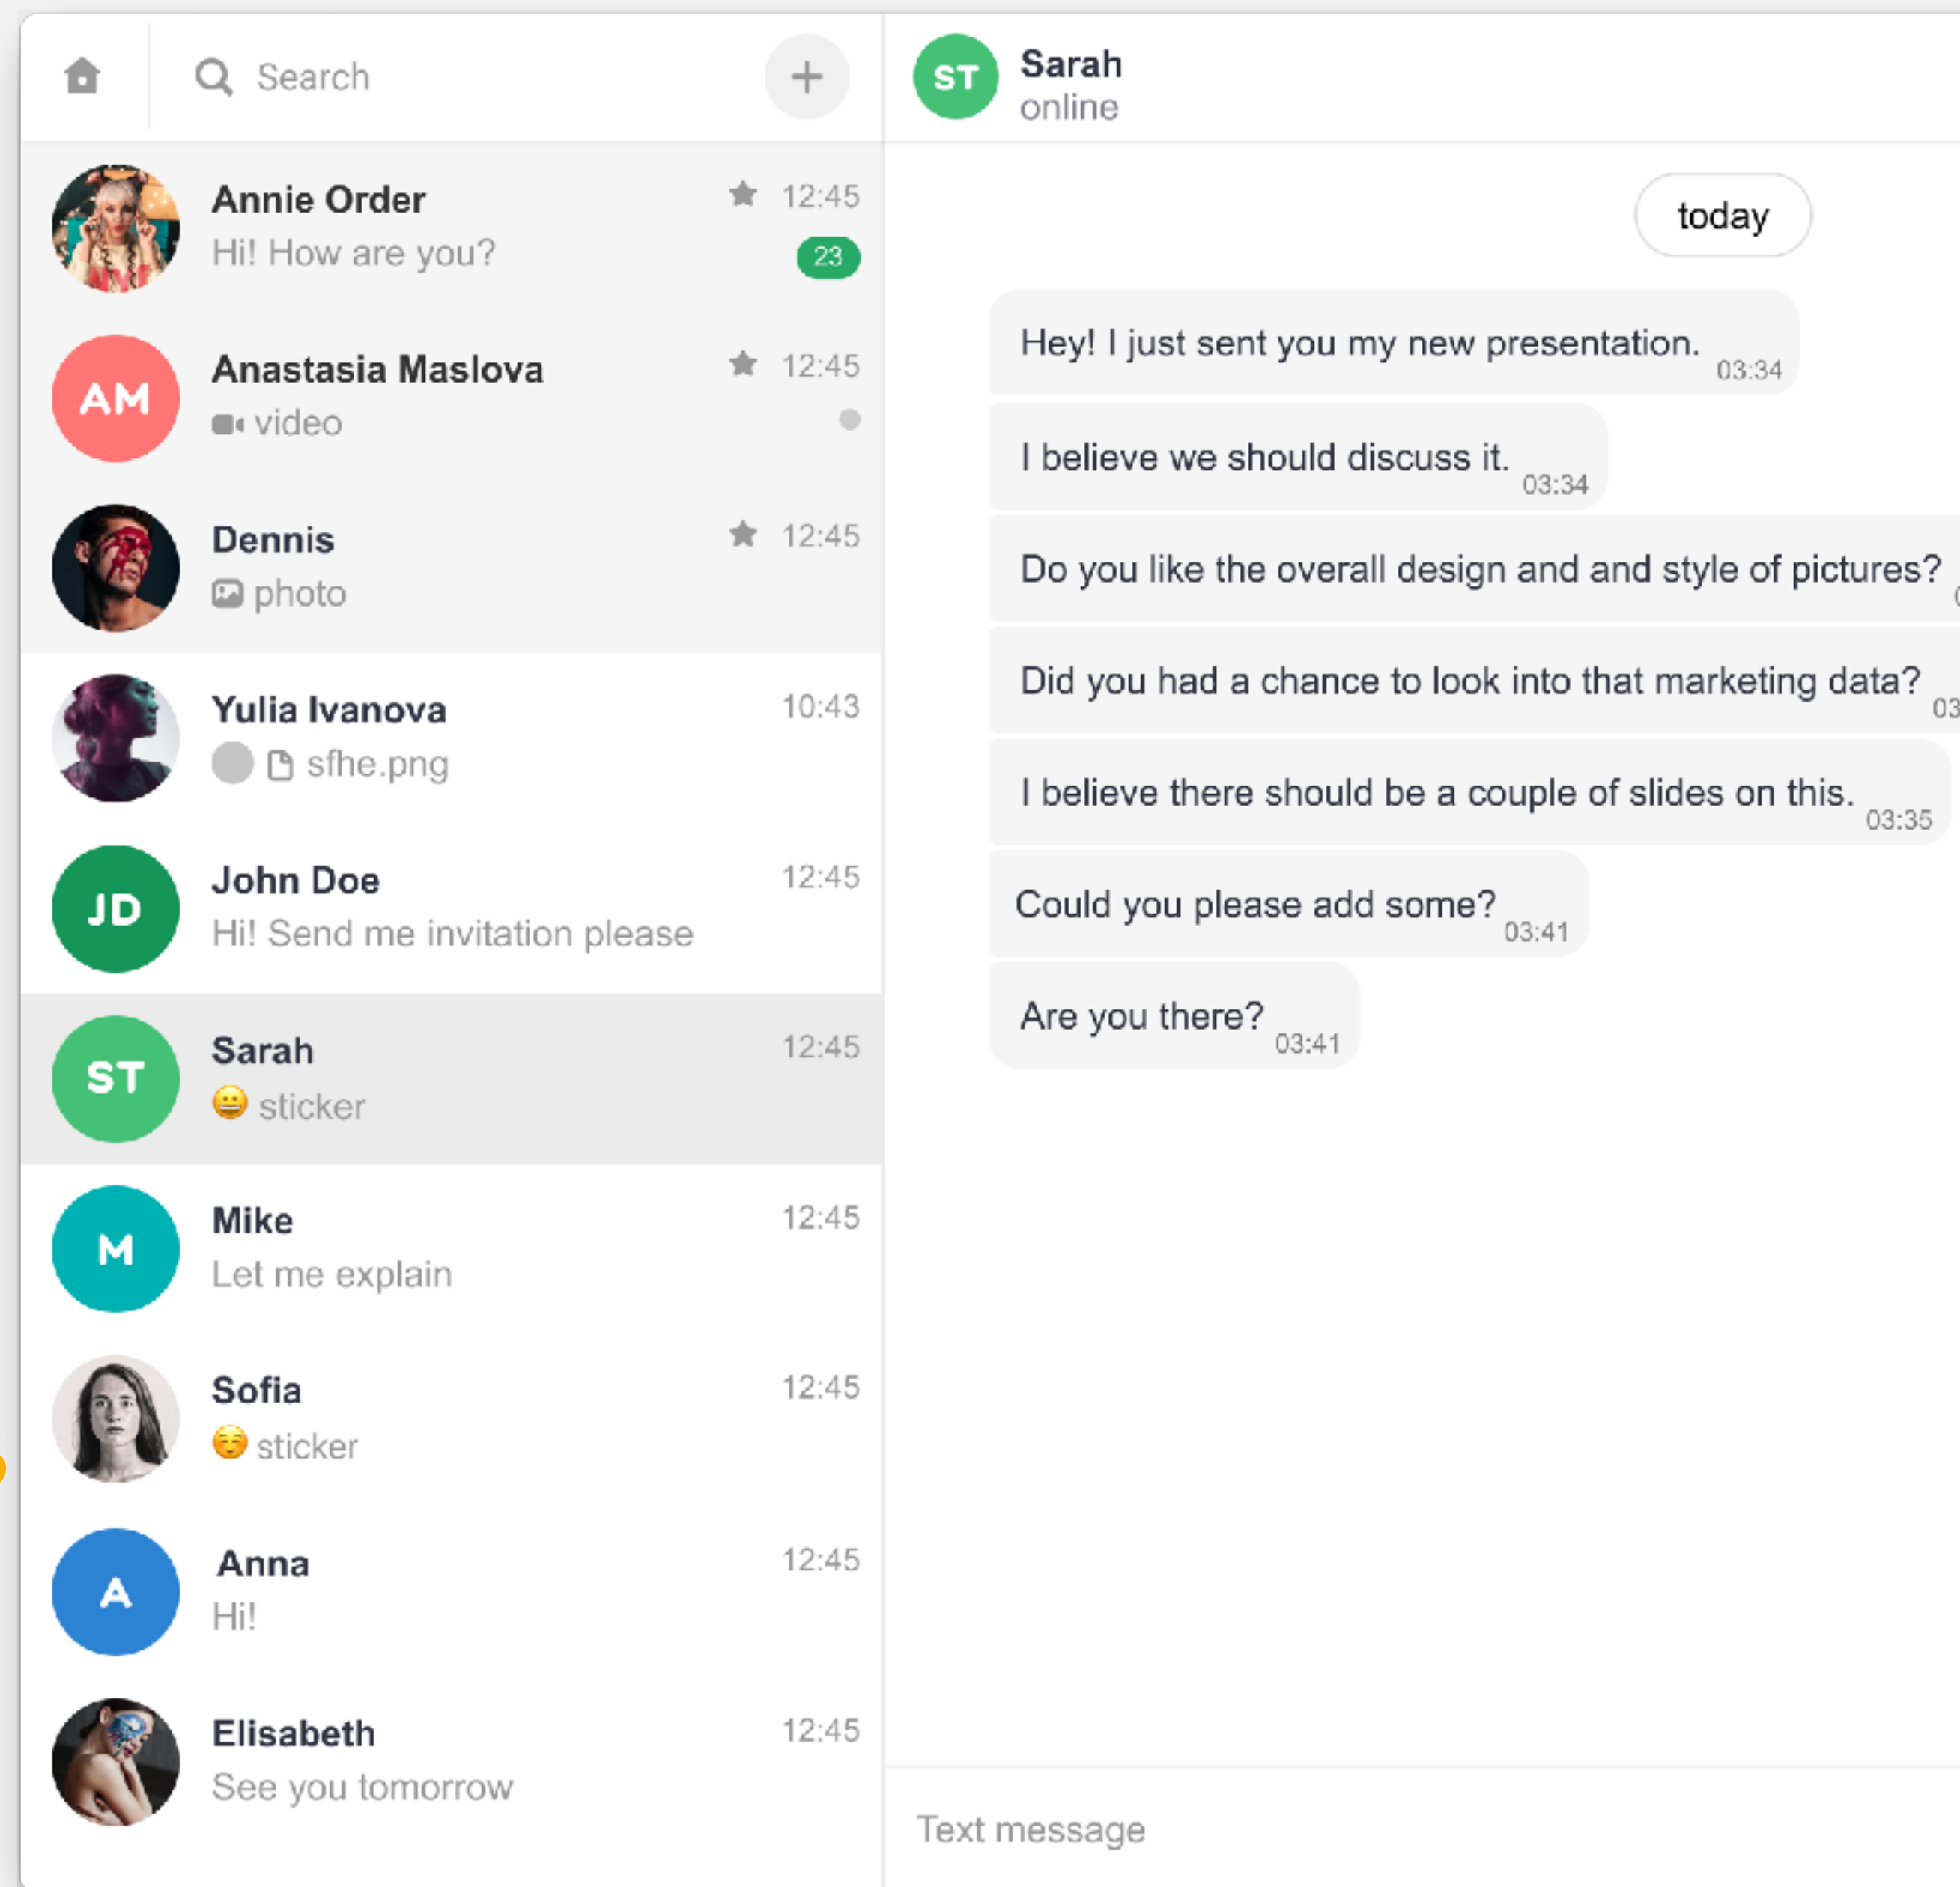 Search
+
ST
Sarah
online
Annie Order
12:45
Hi! How are you?
23
AM
Anastasia Maslova
12:45
video
Dennis
12:45
photo
Yulia Ivanova
10:43
sfhe.png
JD
John Doe
12:45
Hi! Send me invitation please
ST
Sarah
12:45
😀 sticker
M
Mike
12:45
Let me explain
Sofia
12:45
☺️ sticker
A
Anna
12:45
Hi!
Elisabeth
12:45
See you tomorrow
today
Hey! I just sent you my new presentation.
03:34
I believe we should discuss it.
03:34
Do you like the overall design and and style of pictures?
Did you had a chance to look into that marketing data?
03
I believe there should be a couple of slides on this.
03:35
Could you please add some?
03:41
Are you there?
03:41
Text message